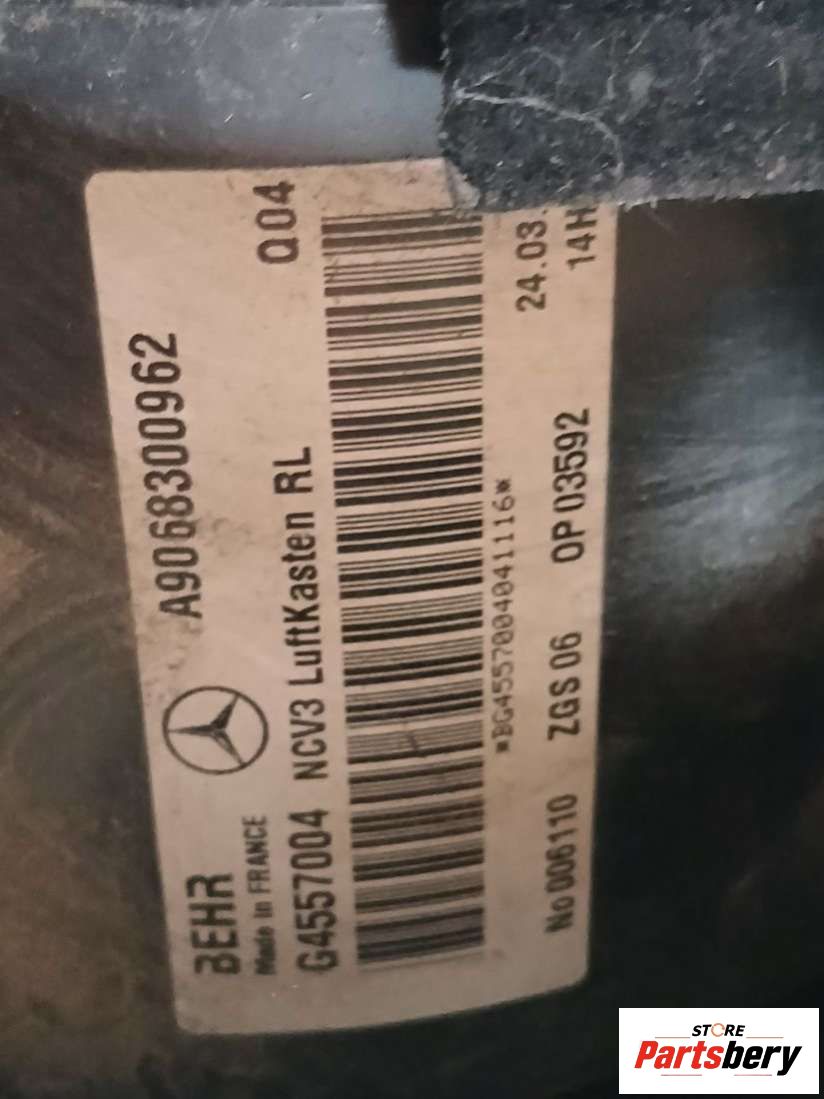 BEHR
Made in FRANCE
A9068300962
G4557004 NCV3 LuftKasten RL Q04
*BG4557004041116*
No 006110 ZGS 06 OP 03592
24.03.
14H
STORE
Partsbery